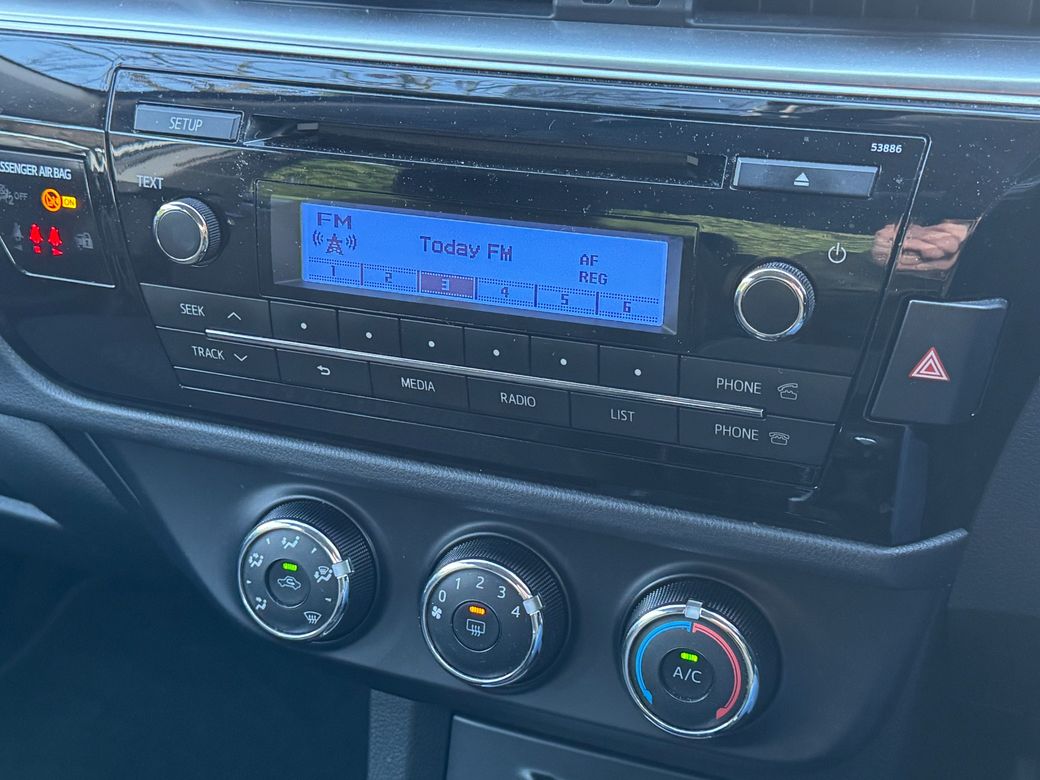 SETUP
53886
SSENGER AIR BAG
TEXT
OFF
ON
FM
Today FM
AF
REG
1 2 3 4 5 6
SEEK
TRACK
MEDIA
RADIO
LIST
PHONE
PHONE
0 1 2 3 4
A/C